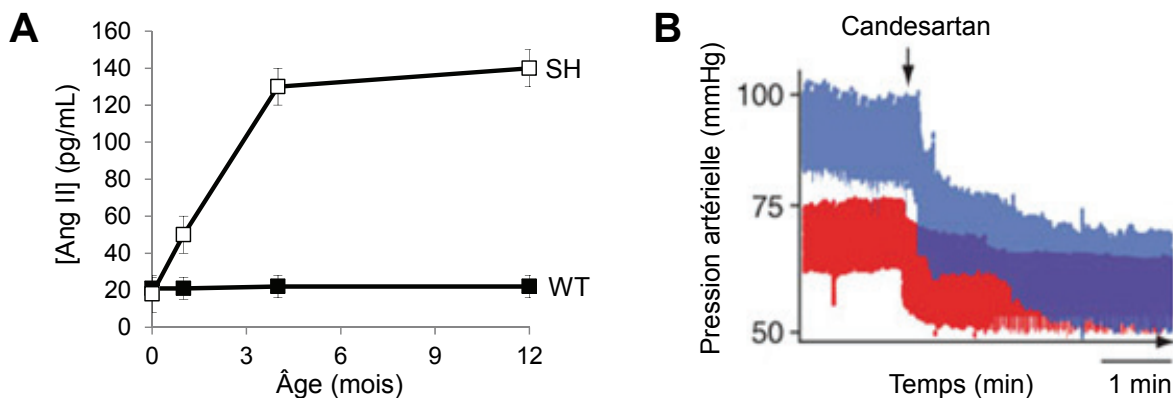 A
[Ang II] (pg/mL)
160
140
120
100
80
60
40
20
0
SH
WT
0 3 6 9 12
Âge (mois)
B
Candesartan
Pression artérielle (mmHg)
100
75
50
Temps (min) 1 min